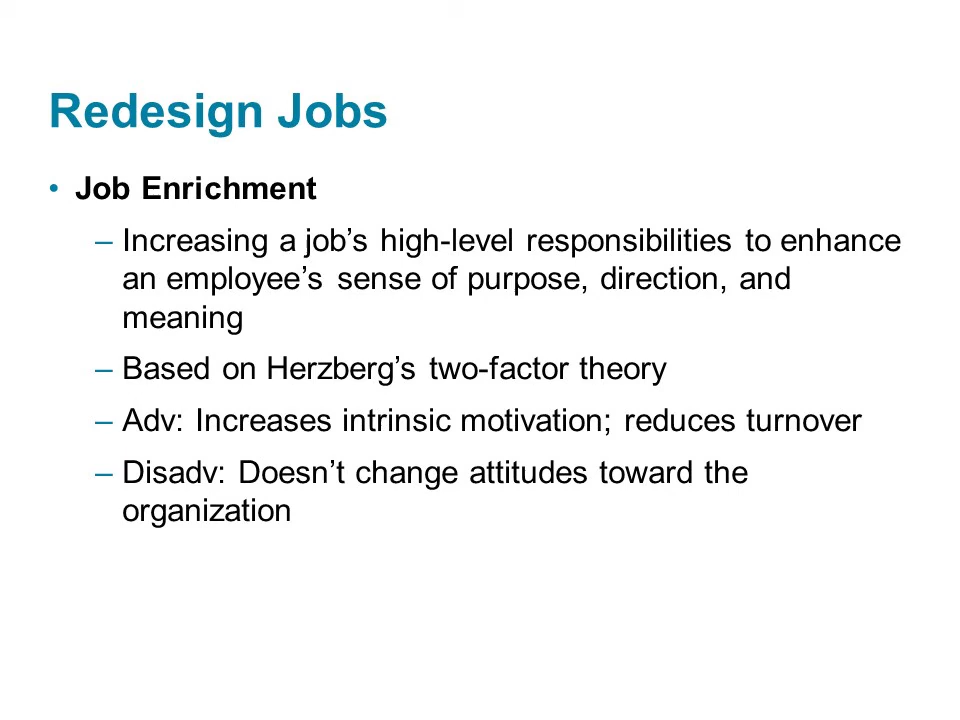 Redesign Jobs
• Job Enrichment
– Increasing a job’s high-level responsibilities to enhance
an employee’s sense of purpose, direction, and
meaning
– Based on Herzberg’s two-factor theory
– Adv: Increases intrinsic motivation; reduces turnover
– Disadv: Doesn’t change attitudes toward the
organization